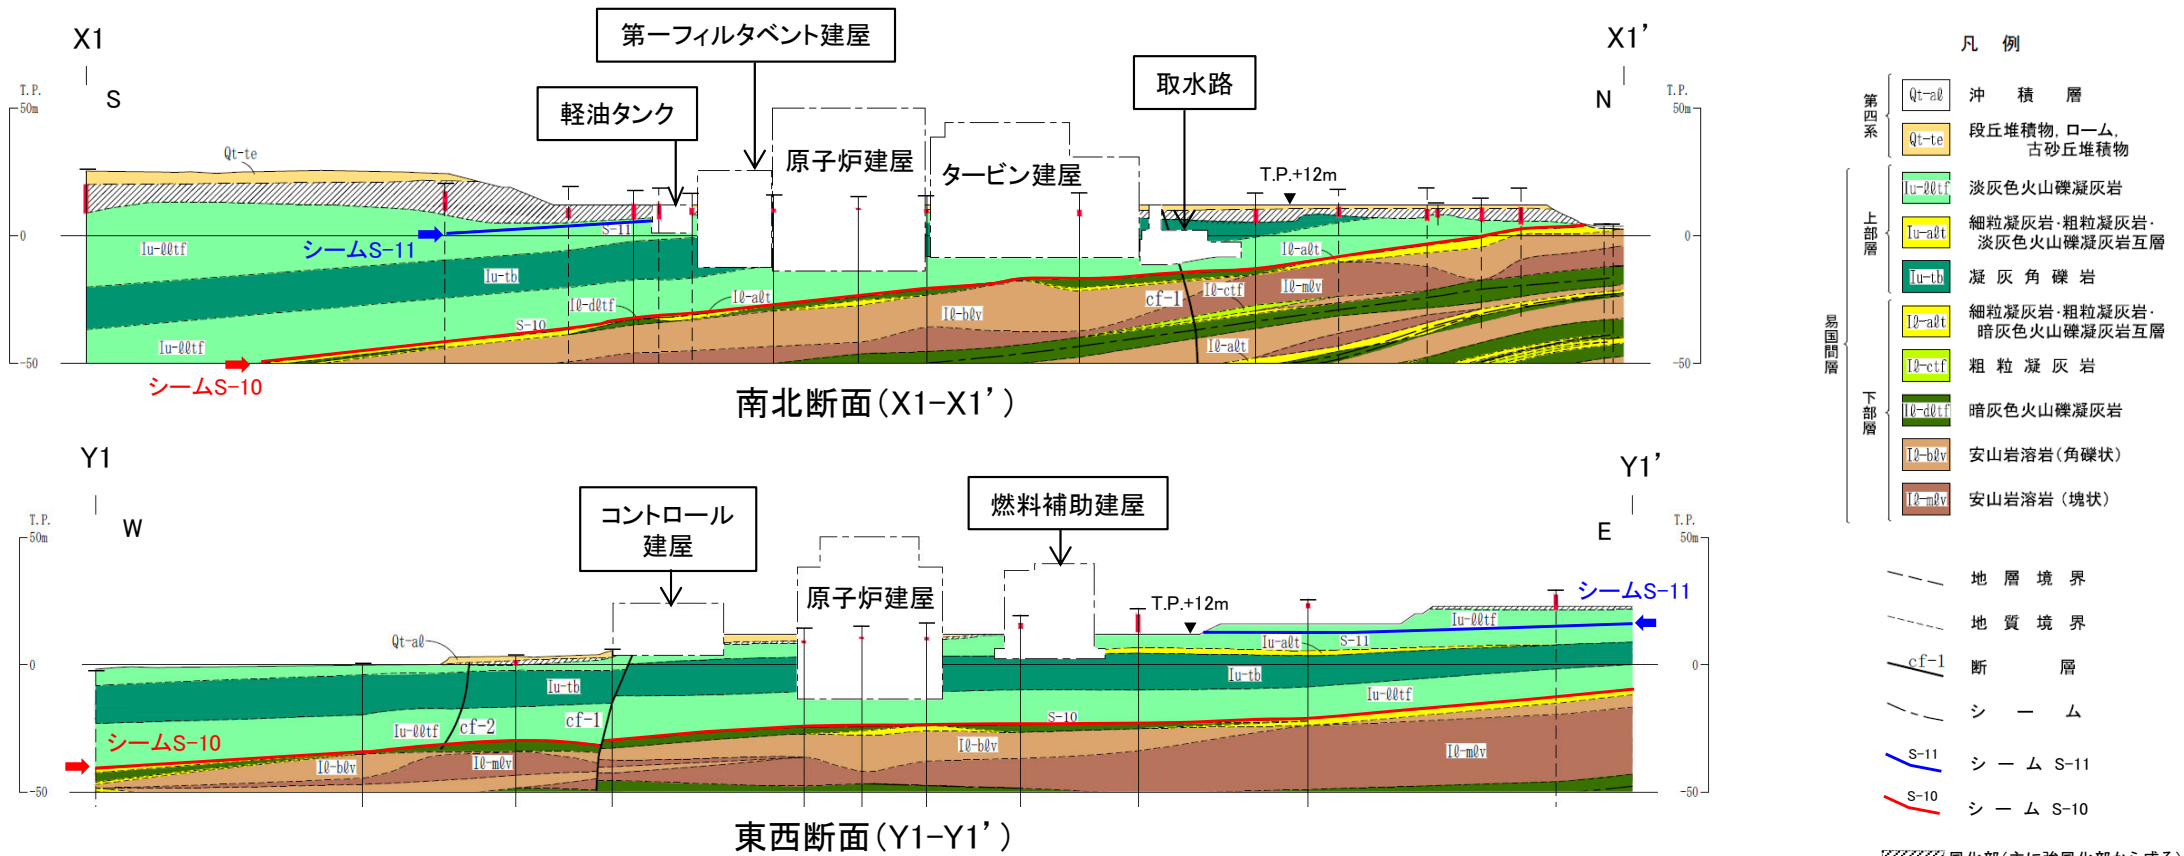 第一フィルタベント建屋
X1
X1’
凡 例
T.P.
S
軽油タンク
取水路
T.P.
N
50m
50m
第四系
Qt-aℓ 沖積層
Qt-te
原子炉建屋
タービン建屋
T.P.+12m
Qt-te 段丘堆積物，ローム，
古砂丘堆積物
0
シームS-11
S-11
0
Iu-ℓℓtf
Iu-tb
Iℓ-aℓt
Iℓ-dℓtf
Iℓ-aℓt
cf-1
Iℓ-ctf
Iℓ-mℓv
Iℓ-bℓv
S-10
Iu-ℓℓtf
Iℓ-aℓt
-50
-50
シームS-10
南北断面(X1-X1’)
易国間層
上部層
Iu-ℓℓtf 淡灰色火山礫凝灰岩
Iu-aℓt 細粒凝灰岩･粗粒凝灰岩･
淡灰色火山礫凝灰岩互層
Iu-tb 凝灰角礫岩
下部層
Iℓ-aℓt 細粒凝灰岩･粗粒凝灰岩･
暗灰色火山礫凝灰岩互層
Iℓ-ctf 粗粒凝灰岩
Iℓ-dℓtf 暗灰色火山礫凝灰岩
Iℓ-bℓv 安山岩溶岩(角礫状)
Iℓ-mℓv 安山岩溶岩(塊状)
地層境界
地質境界
cf-1 断層
シーム
S-11 シーム S-11
S-10 シーム S-10
風化部(主に強風化部から成る)
Y1
Y1’
T.P.
W
コントロール
建屋
燃料補助建屋
T.P.
E
50m
50m
原子炉建屋
T.P.+12m
シームS-11
Qt-aℓ
Iu-aℓt
S-11
Iu-ℓℓtf
0
0
Iu-tb
Iu-tb
Iu-ℓℓtf
cf-2
cf-1
Iu-ℓℓtf
S-10
シームS-10
Iℓ-bℓv
Iℓ-mℓv
Iℓ-bℓv
Iℓ-mℓv
-50
-50
東西断面(Y1-Y1’)